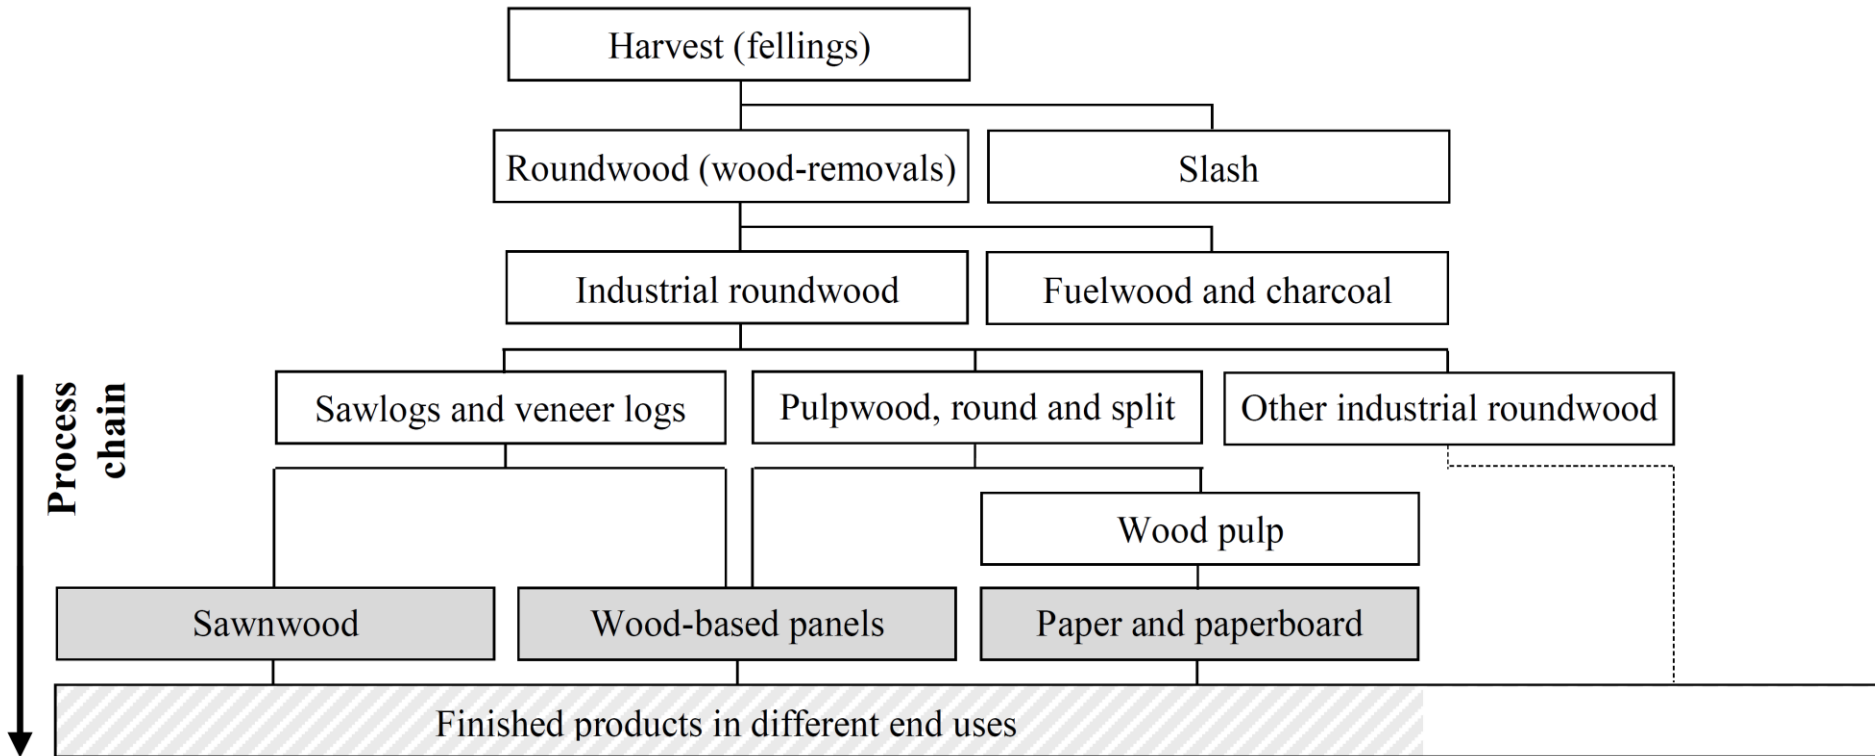 Harvest (fellings)
Roundwood (wood-removals)
Slash
Industrial roundwood
Fuelwood and charcoal
Process
chain
Sawlogs and veneer logs
Pulpwood, round and split
Other industrial roundwood
Wood pulp
Sawnwood
Wood-based panels
Paper and paperboard
Finished products in different end uses